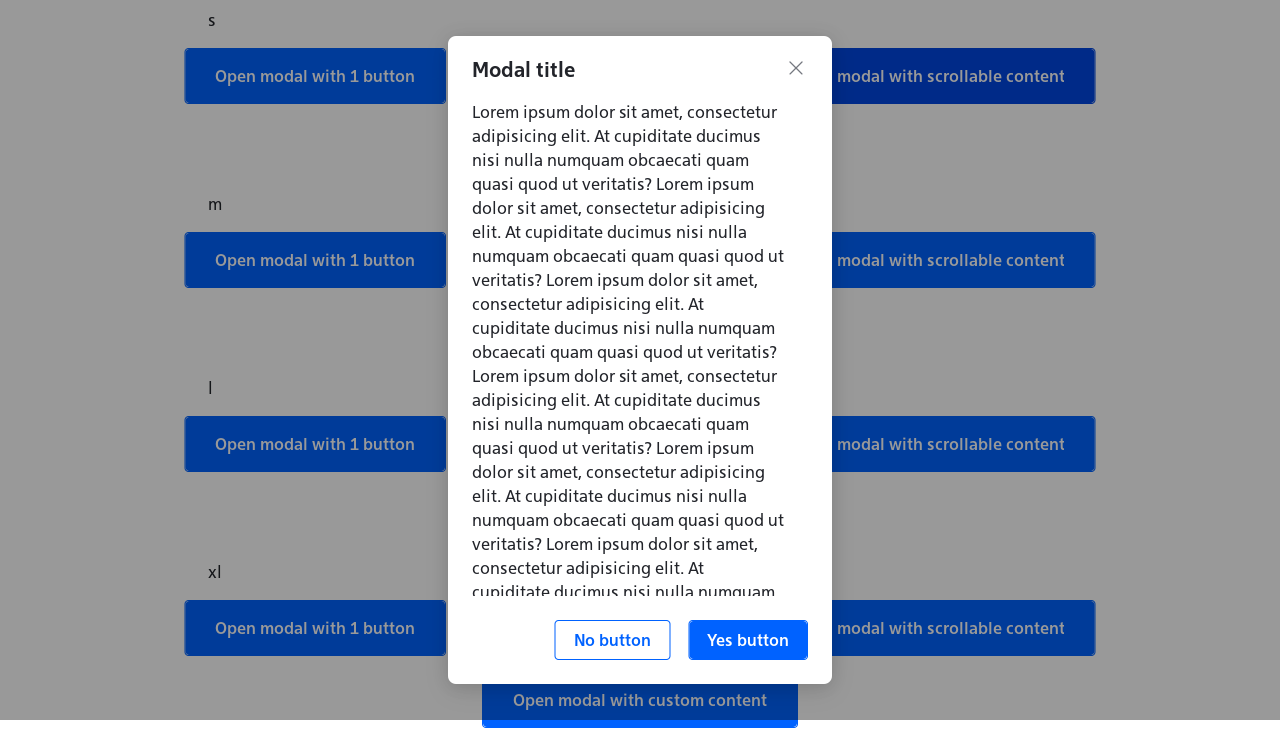 s
Open modal with 1 button
modal with scrollable content
m
Open modal with 1 button
modal with scrollable content
l
Open modal with 1 button
modal with scrollable content
xl
Open modal with 1 button
modal with scrollable content
Open modal with custom content
Modal title
Lorem ipsum dolor sit amet, consectetur
adipisicing elit. At cupiditate ducimus
nisi nulla numquam obcaecati quam
quasi quod ut veritatis? Lorem ipsum
dolor sit amet, consectetur adipisicing
elit. At cupiditate ducimus nisi nulla
numquam obcaecati quam quasi quod ut
veritatis? Lorem ipsum dolor sit amet,
consectetur adipisicing elit. At
cupiditate ducimus nisi nulla numquam
obcaecati quam quasi quod ut veritatis?
Lorem ipsum dolor sit amet, consectetur
adipisicing elit. At cupiditate ducimus
nisi nulla numquam obcaecati quam
quasi quod ut veritatis? Lorem ipsum
dolor sit amet, consectetur adipisicing
elit. At cupiditate ducimus nisi nulla
numquam obcaecati quam quasi quod ut
veritatis? Lorem ipsum dolor sit amet,
consectetur adipisicing elit. At
cupiditate ducimus nisi nulla numquam
No button
Yes button